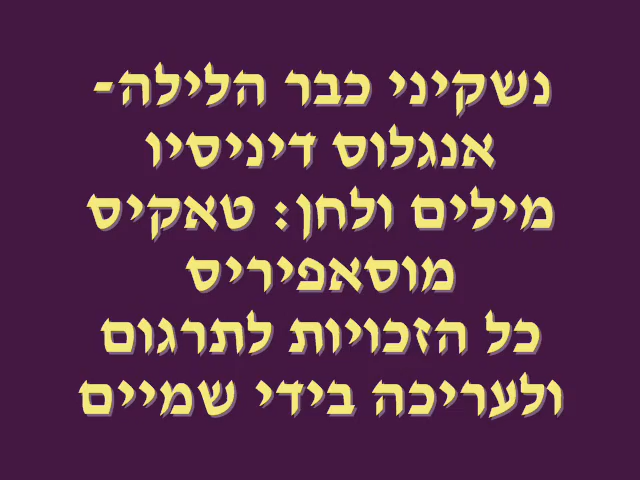 נשקיני כבר הלילה-
אנגלוס דיניסיו
מילים ולחן: טאקיס
מוסאפיריס
כל הזכויות לתרגום
ולעריכה בידי שמיים